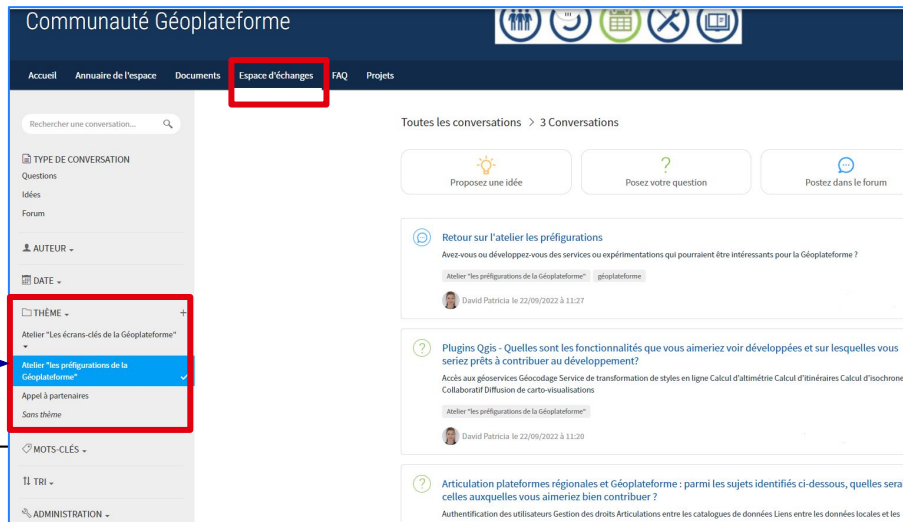 Communauté Géoplateforme
Accueil Annuaire de l'espace Documents Espace d'échanges FAQ Projets
Rechercher une conversation...
TYPE DE CONVERSATION
Questions
Idées
Forum
AUTEUR
DATE
THÈME +
Atelier "Les écrans-clés de la Géoplateforme"
Atelier "les préfigurations de la
Géoplateforme"
Appel à partenaires
Sans thème
MOTS-CLÉS
TRI
ADMINISTRATION
Toutes les conversations > 3 Conversations
Proposez une idée Posez votre question Postez dans le forum
Retour sur l'atelier les préfigurations
Avez-vous ou développez-vous des services ou expérimentations qui pourraient être intéressants pour la Géoplateforme ?
Atelier "les préfigurations de la Géoplateforme" géoplateforme
David Patricia le 22/09/2022 à 11:27
Plugins Qgis - Quelles sont les fonctionnalités que vous aimeriez voir développées et sur lesquelles vous
seriez prêts à contribuer au développement?
Accès aux géoservices Géocodage Service de transformation de styles en ligne Calcul d'altimétrie Calcul d'itinéraires Calcul d'isochrone
Collaboratif Diffusion de carto-visualisations
Atelier "les préfigurations de la Géoplateforme"
David Patricia le 22/09/2022 à 11:20
Articulation plateformes régionales et Géoplateforme : parmi les sujets identifiés ci-dessous, quelles sera
celles auxquelles vous aimeriez bien contribuer ?
Authentification des utilisateurs Gestion des droits Articulations entre les catalogues de données Liens entre les données locales et les